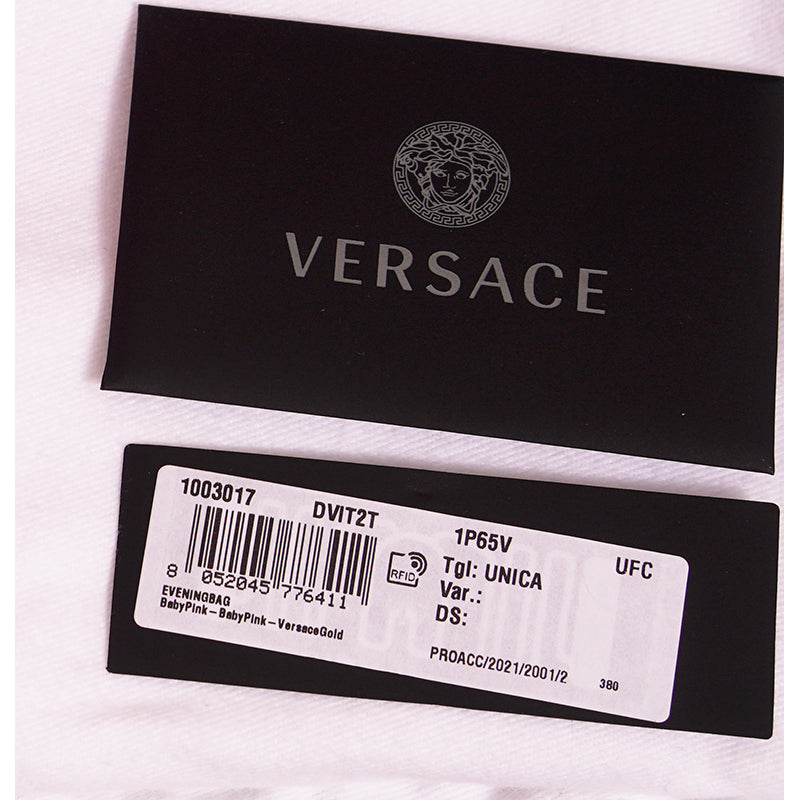 VERSACE
1003017 DVIT2T 1P65V UFC
8 052045 776411
RFID
Tgl: UNICA
Var.:
DS:
EVENINGBAG
BabyPink-BabyPink-VersaceGold
PROACC/2021/2001/2 380